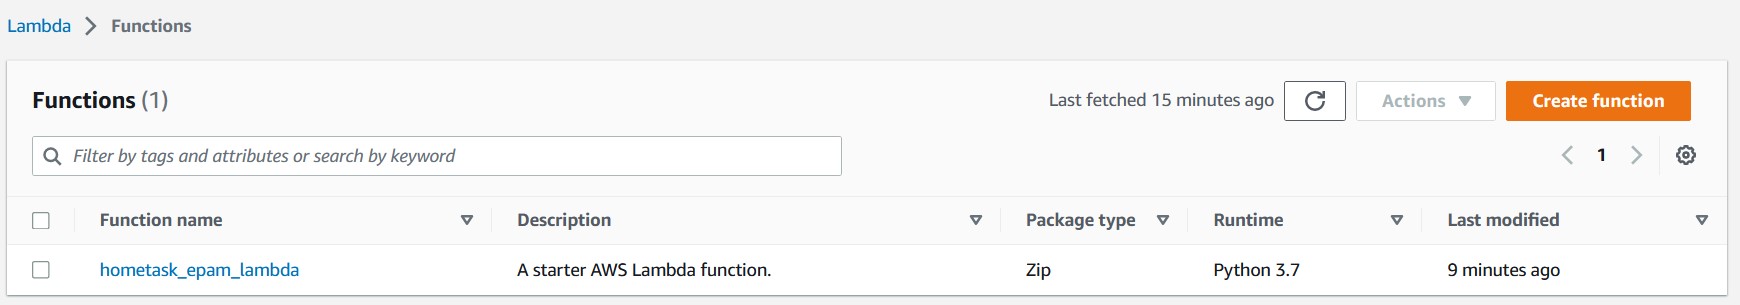 Lambda > Functions
Functions (1) Last fetched 15 minutes ago Actions Create function
Filter by tags and attributes or search by keyword 1
Function name Description Package type Runtime Last modified
hometask_epam_lambda A starter AWS Lambda function. Zip Python 3.7 9 minutes ago